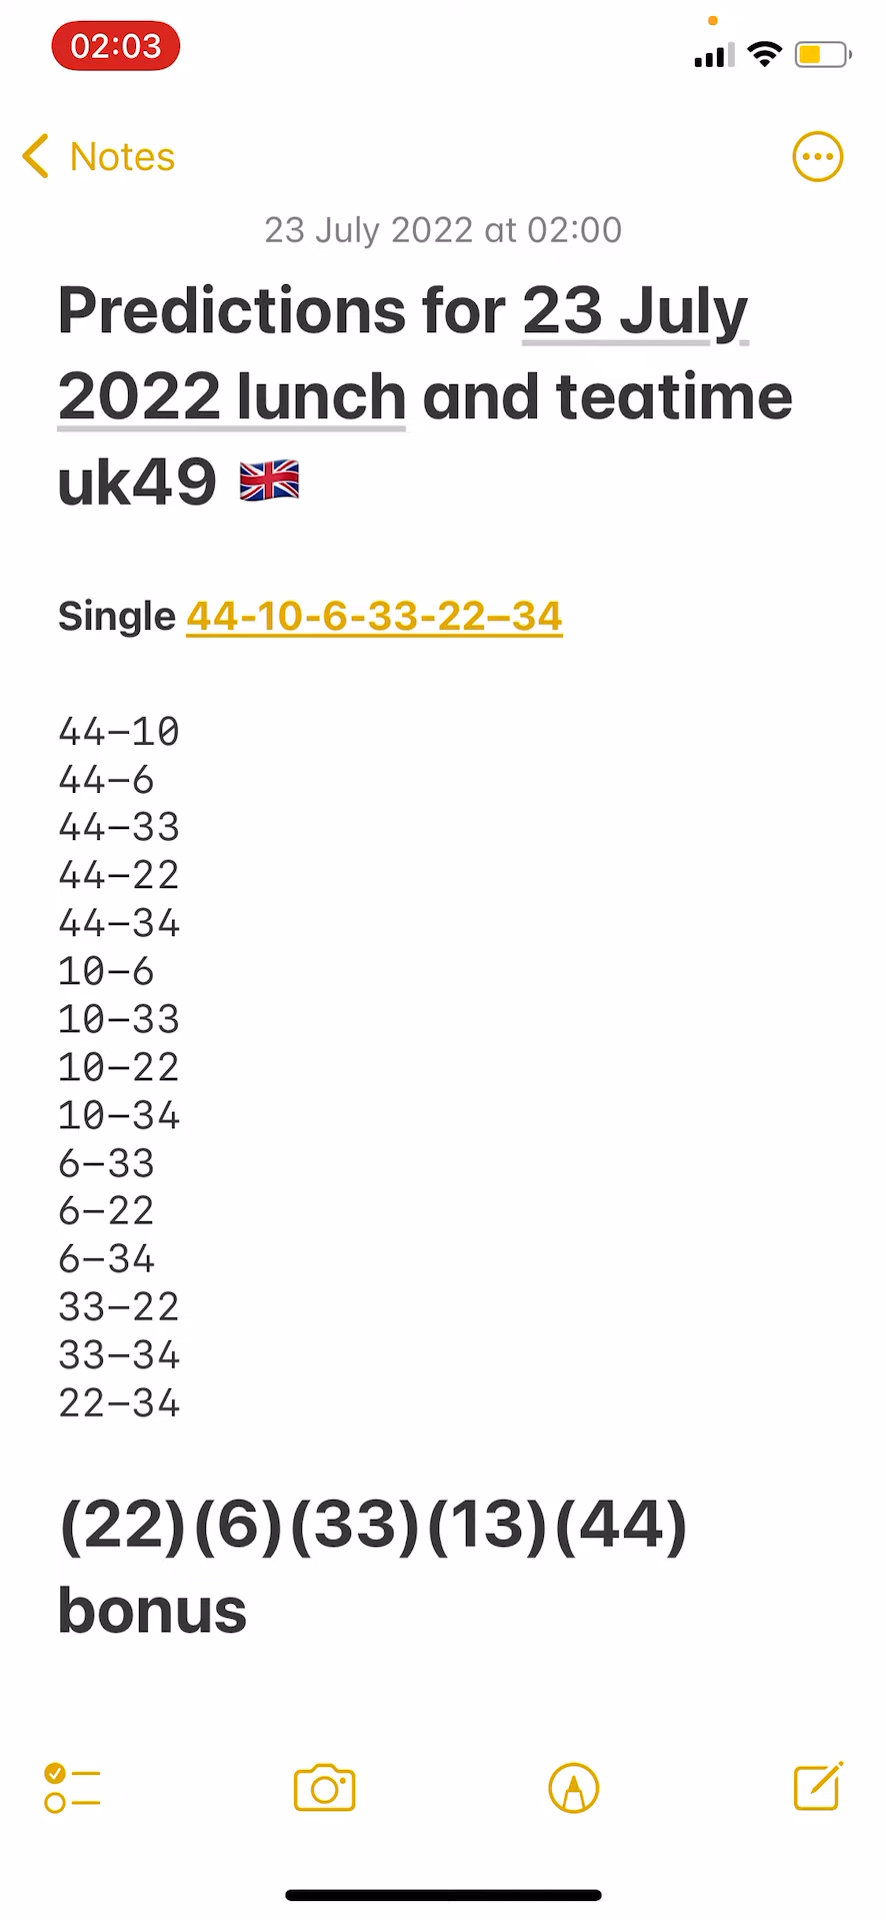 02:03
Notes
23 July 2022 at 02:00
Predictions for 23 July
2022 lunch and teatime
uk49 🇬🇧
Single 44-10-6-33-22–34
44–10
44–6
44–33
44–22
44–34
10–6
10–33
10–22
10–34
6–33
6–22
6–34
33–22
33–34
22–34
(22)(6)(33)(13)(44)
bonus